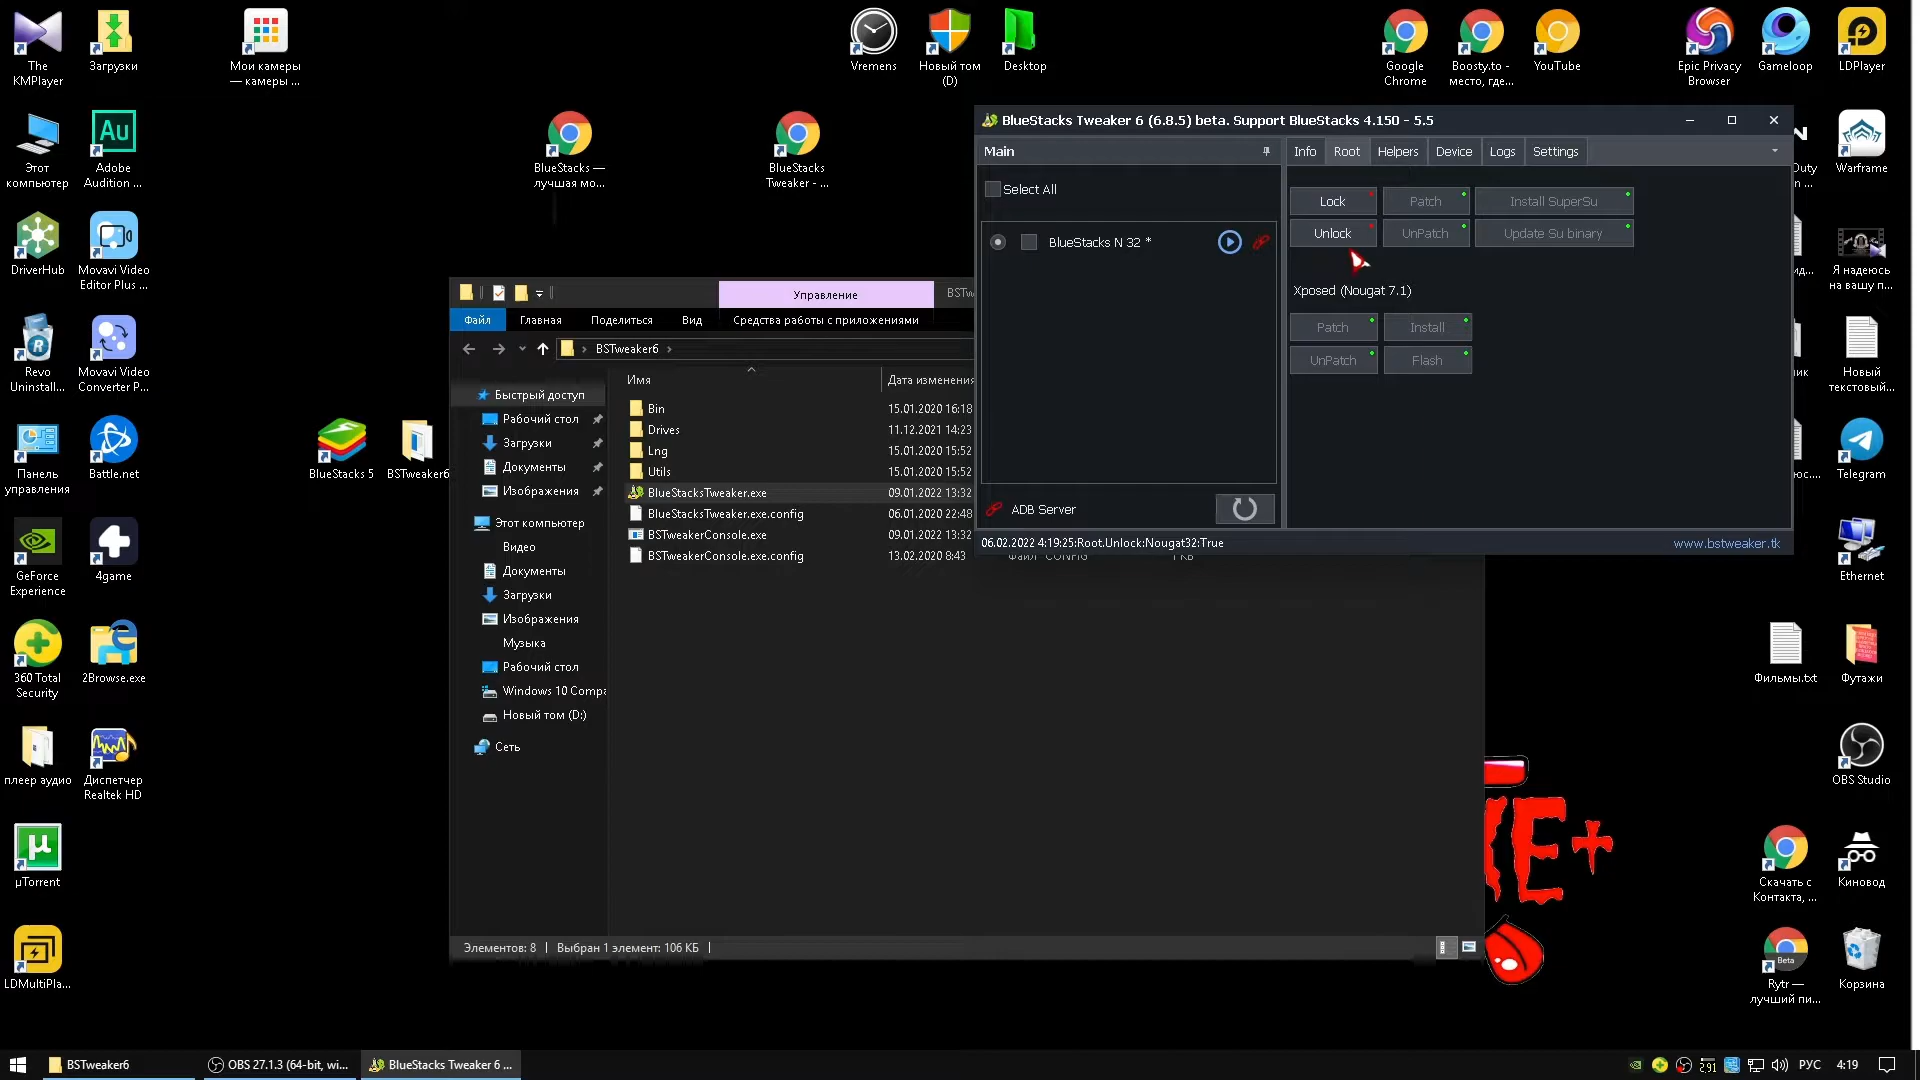 The
KMPlayer
Загрузки
Мои камеры
— камеры ...
Vremens
Новый том
(D)
Desktop
Google
Chrome
Boosty.to -
место, где...
YouTube
Epic Privacy
Browser
Gameloop
LDPlayer
Этот
компьютер
Adobe
Audition ...
BlueStacks —
лучшая мо...
BlueStacks
Tweaker - ...
Warframe
DriverHub
Movavi Video
Editor Plus ...
Я надеюсь
на вашу п...
Revo
Uninstall...
Movavi Video
Converter P...
Новый
текстовый...
Панель
управления
Battle.net
BlueStacks 5
BSTweaker6
Telegram
GeForce
Experience
4game
Ethernet
360 Total
Security
2Browse.exe
Фильмы.txt
Футажи
плеер аудио
Диспетчер
Realtek HD
OBS Studio
µTorrent
Скачать с
Контакта, ...
Киновод
LDMultiPla...
Beta
Rytr —
лучший пи...
Корзина
BlueStacks Tweaker 6 (6.8.5) beta. Support BlueStacks 4.150 - 5.5
Main
Info Root Helpers Device Logs Settings
Select All
BlueStacks N 32 *
Lock Patch Install SuperSu
Unlock UnPatch Update Su binary
Xposed (Nougat 7.1)
Patch Install
UnPatch Flash
ADB Server
06.02.2022 4:19:25:Root.Unlock:Nougat32:True
www.bstweaker.tk
Управление
Файл Главная Поделиться Вид Средства работы с приложениями
BSTweaker6
Имя Дата изменения
Bin 15.01.2020 16:18
Drives 11.12.2021 14:23
Lng 15.01.2020 15:52
Utils 15.01.2020 15:52
BlueStacksTweaker.exe 09.01.2022 13:32
BlueStacksTweaker.exe.config 06.01.2020 22:48
BSTweakerConsole.exe 09.01.2022 13:32
BSTweakerConsole.exe.config 13.02.2020 8:43 Файл "CONFIG" 1 КБ
Быстрый доступ
Рабочий стол
Загрузки
Документы
Изображения
Этот компьютер
Видео
Документы
Загрузки
Изображения
Музыка
Рабочий стол
Windows 10 Compa
Новый том (D:)
Сеть
Элементов: 8 Выбран 1 элемент: 106 КБ
BSTweaker6
OBS 27.1.3 (64-bit, wi...
BlueStacks Tweaker 6 ...
РУС
4:19